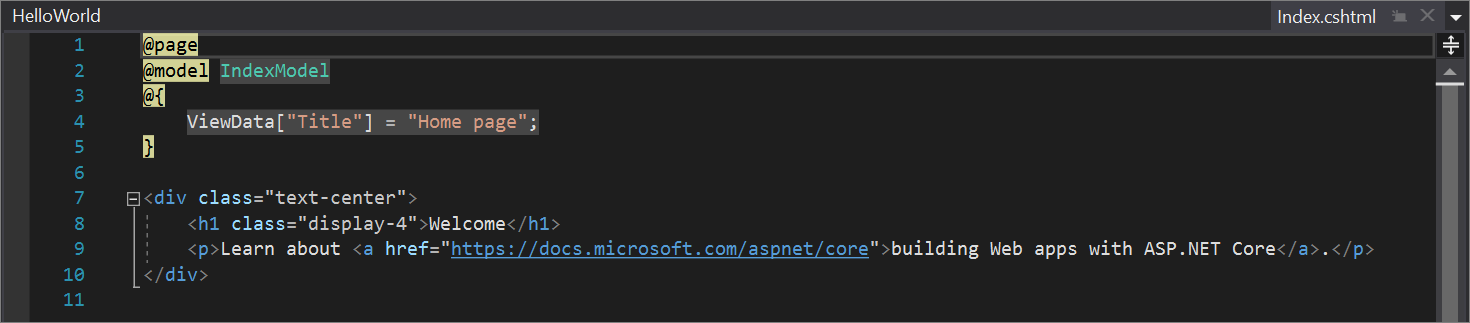 HelloWorld
Index.cshtml
1 @page
2 @model IndexModel
3 @{
4     ViewData["Title"] = "Home page";
5 }
6
7 <div class="text-center">
8     <h1 class="display-4">Welcome</h1>
9     <p>Learn about <a href="https://docs.microsoft.com/aspnet/core">building Web apps with ASP.NET Core</a>.</p>
10 </div>
11